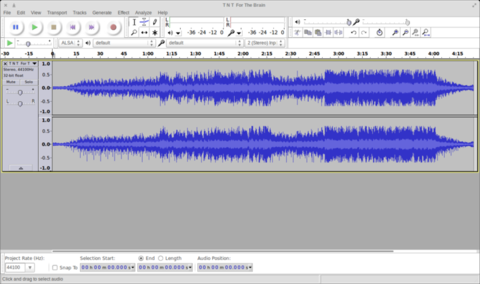 T N T For The Brain
File Edit View Transport Tracks Generate Effect Analyze Help
L R
-36 -24 -12 0
L R
-36 -24 -12 0
ALSA: default default 2 (Stereo) Inp
-30 -15 0 15 30 45 1:00 1:15 1:30 1:45 2:00 2:15 2:30 2:45 3:00 3:15 3:30 3:45 4:00 4:15
T N T For T
Stereo, 44100Hz
32-bit float
Mute Solo
- +
L R
1.0
0.5
0.0
-0.5
-1.0
1.0
0.5
0.0
-0.5
-1.0
Project Rate (Hz): Selection Start: End Length Audio Position:
44100 Snap To 00 h 00 m 00.000 s 00 h 00 m 00.000 s 00 h 00 m 00.000 s
Click and drag to select audio